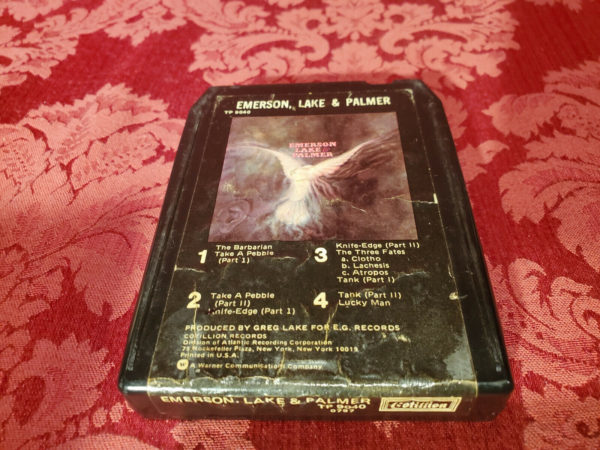 EMERSON, LAKE & PALMER
TP 9040
EMERSON
LAKE &
PALMER
1 The Barbarian
Take A Pebble
(Part I)
2 Take A Pebble
(Part II)
Knife-Edge (Part I)
3 Knife-Edge (Part II)
The Three Fates
a. Clotho
b. Lachesis
c. Atropos
Tank (Part I)
4 Tank (Part II)
Lucky Man
PRODUCED BY GREG LAKE FOR E.G. RECORDS
COTILLION RECORDS
Division of Atlantic Recording Corporation
75 Rockefeller Plaza, New York, New York 10019
Printed in U.S.A.
A Warner Communications Company
EMERSON, LAKE & PALMER
TP 9040
0797
Cotillion